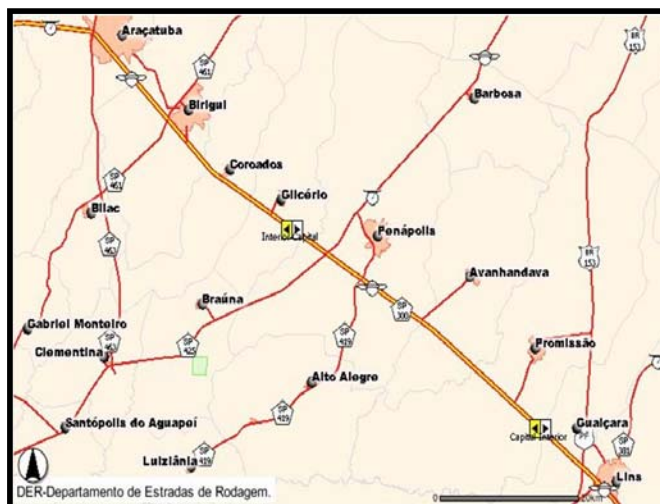 Araçatuba
BR
153
SP
461
Barbosa
Birigui
Coroados
SP
461
Glicério
Bilac
Interior-Capital
Penápolis
SP
463
BR
153
Avanhandava
Braúna
SP
300
Gabriel Monteiro
SP
419
Promissão
Clementina
SP
463
SP
425
Alto Alegre
Santópolis do Aguapeí
SP
419
Capital-Interior
Guaiçara
PF
SP
381
Luiziânia
SP
419
Lins
DER-Departamento de Estradas de Rodagem.
0